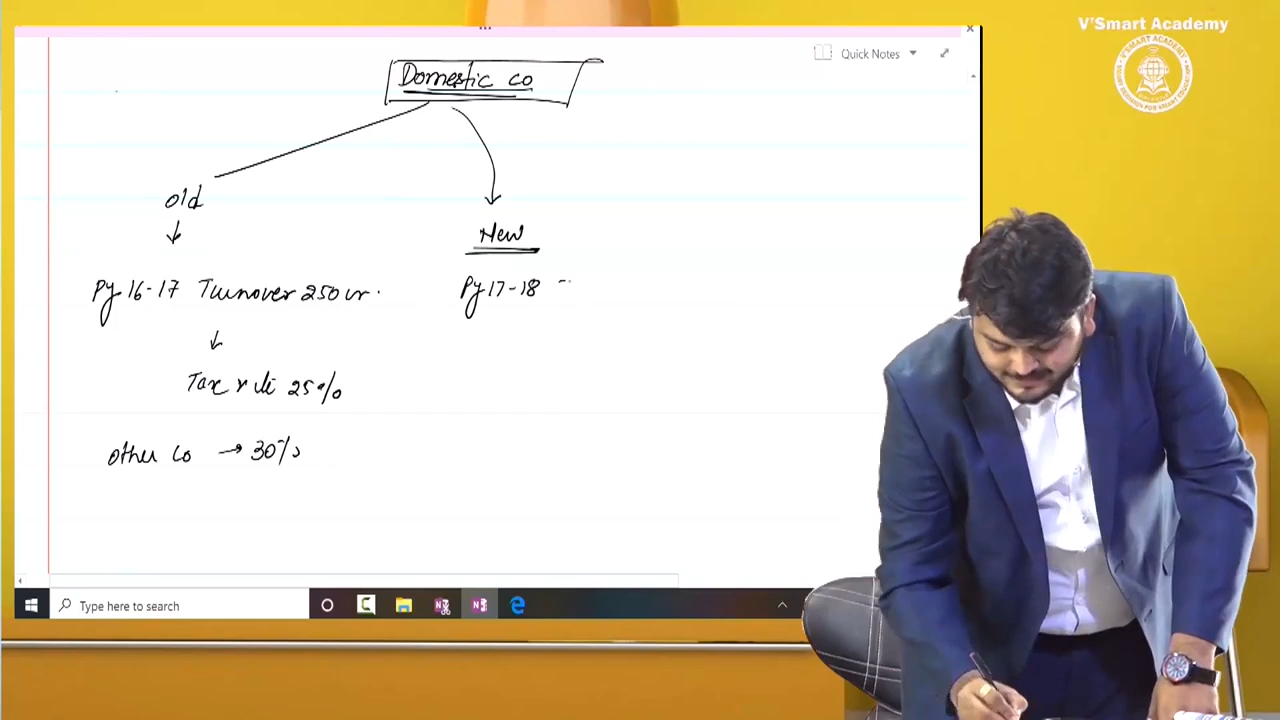 V'Smart Academy
Quick Notes
Domestic co
old
New
Py 16-17 Turnover 250 cr.
Py 17-18 -
Tax rate 25%
other co → 30%
Type here to search